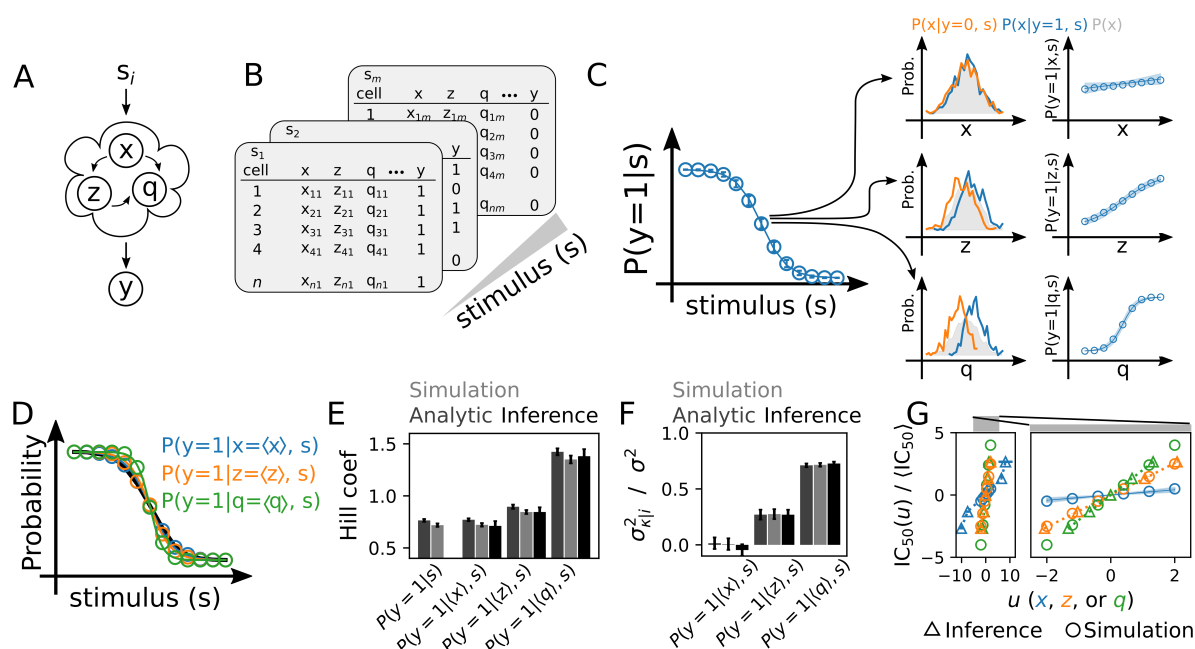 A
s_i
x
z
q
y
B
s_m
cell x z q ••• y
1 x_1m z_1m q_1m 0
q_2m 0
q_3m 0
q_4m 0
q_nm 0
s_2
y
1
0
1
1
0
s_1
cell x z q ••• y
1 x_11 z_11 q_11 1
2 x_21 z_21 q_21 1
3 x_31 z_31 q_31 1
4 x_41 z_41 q_41 1
n x_n1 z_n1 q_n1 1
stimulus (s)
C
P(y=1|s)
stimulus (s)
P(x|y=0, s) P(x|y=1, s) P(x)
Prob.
x
P(y=1|x,s)
x
Prob.
z
P(y=1|z,s)
z
Prob.
q
P(y=1|q,s)
q
D
Probability
stimulus (s)
P(y=1|x=⟨x⟩, s)
P(y=1|z=⟨z⟩, s)
P(y=1|q=⟨q⟩, s)
E
Simulation
Analytic Inference
Hill coef
1.5
1.0
0.5
P(y = 1|s)
P(y = 1|⟨x⟩, s)
P(y = 1|⟨z⟩, s)
P(y = 1|⟨q⟩, s)
F
Simulation
Analytic Inference
σ²_κ|i / σ²
1.0
0.5
0.0
P(y = 1|⟨x⟩, s)
P(y = 1|⟨z⟩, s)
P(y = 1|⟨q⟩, s)
G
IC_50(u) / ⟨IC_50⟩
5
0
−5
−10 0 10
−2 0 2
u (x, z, or q)
△ Inference ○ Simulation